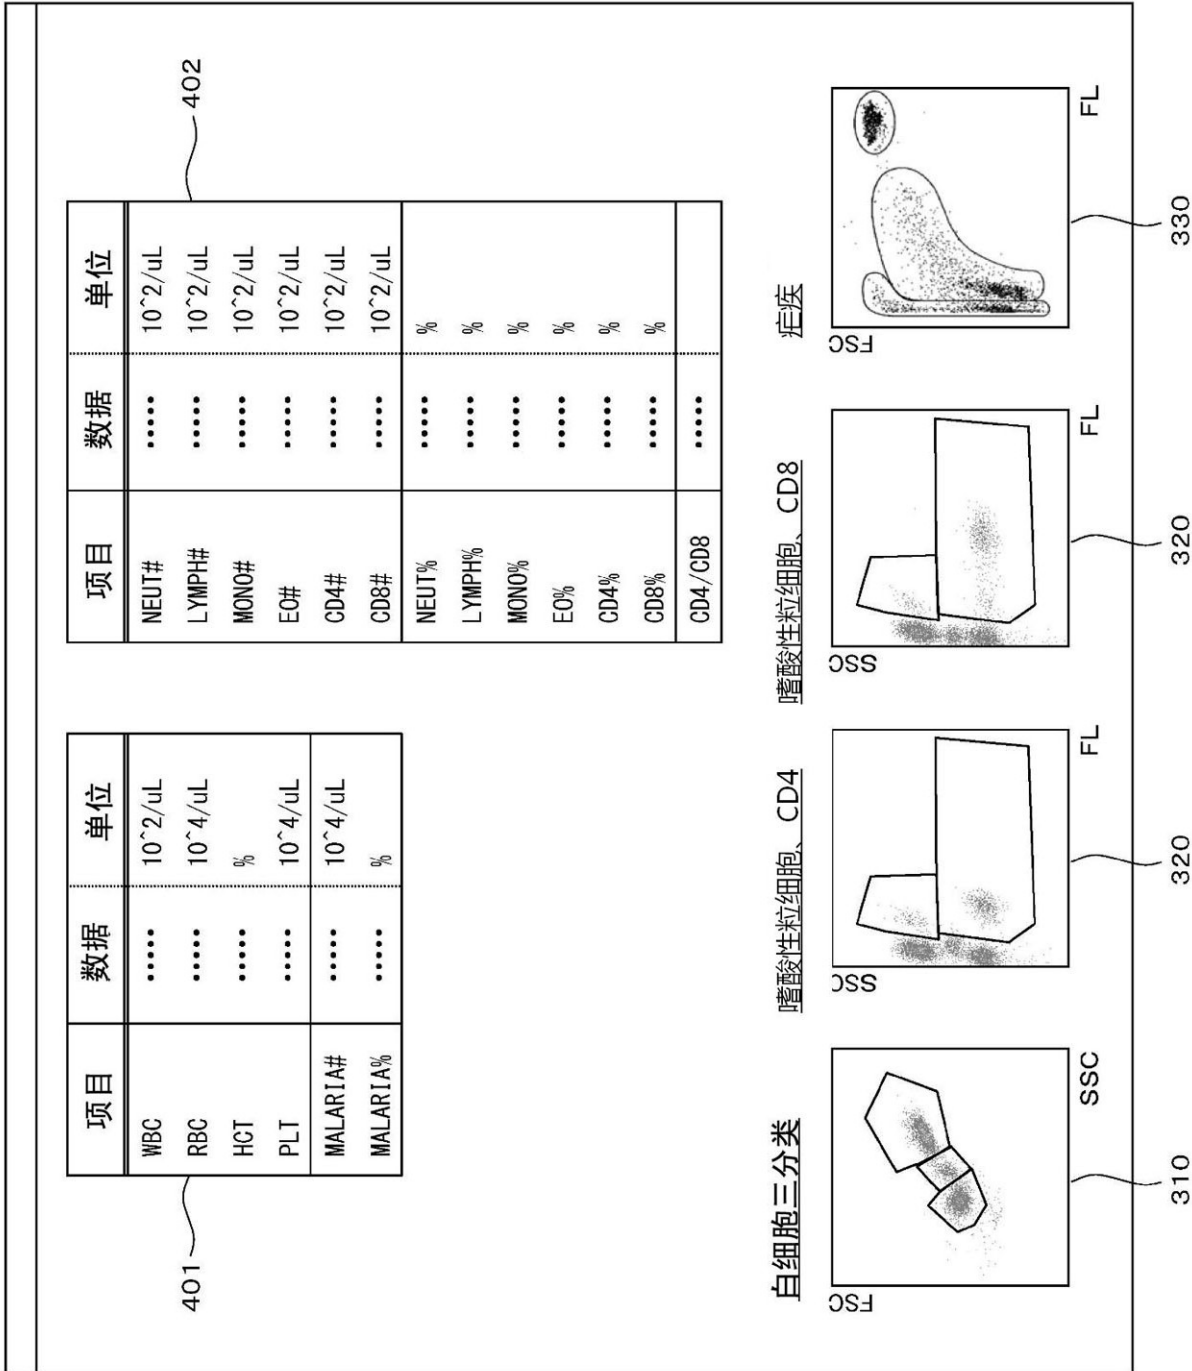 401
项目 数据 单位
WBC ••••• 10^2/uL
RBC ••••• 10^4/uL
HCT ••••• %
PLT ••••• 10^4/uL
MALARIA# ••••• 10^4/uL
MALARIA% ••••• %
402
项目 数据 单位
NEUT# ••••• 10^2/uL
LYMPH# ••••• 10^2/uL
MONO# ••••• 10^2/uL
EO# ••••• 10^2/uL
CD4# ••••• 10^2/uL
CD8# ••••• 10^2/uL
NEUT% ••••• %
LYMPH% ••••• %
MONO% ••••• %
EO% ••••• %
CD4% ••••• %
CD8% ••••• %
CD4/CD8 •••••
自细胞三分类
FSC
SSC
310
嗜酸性粒细胞、CD4
SSC
FL
320
嗜酸性粒细胞、CD8
SSC
FL
320
疟疾
FSC
FL
330